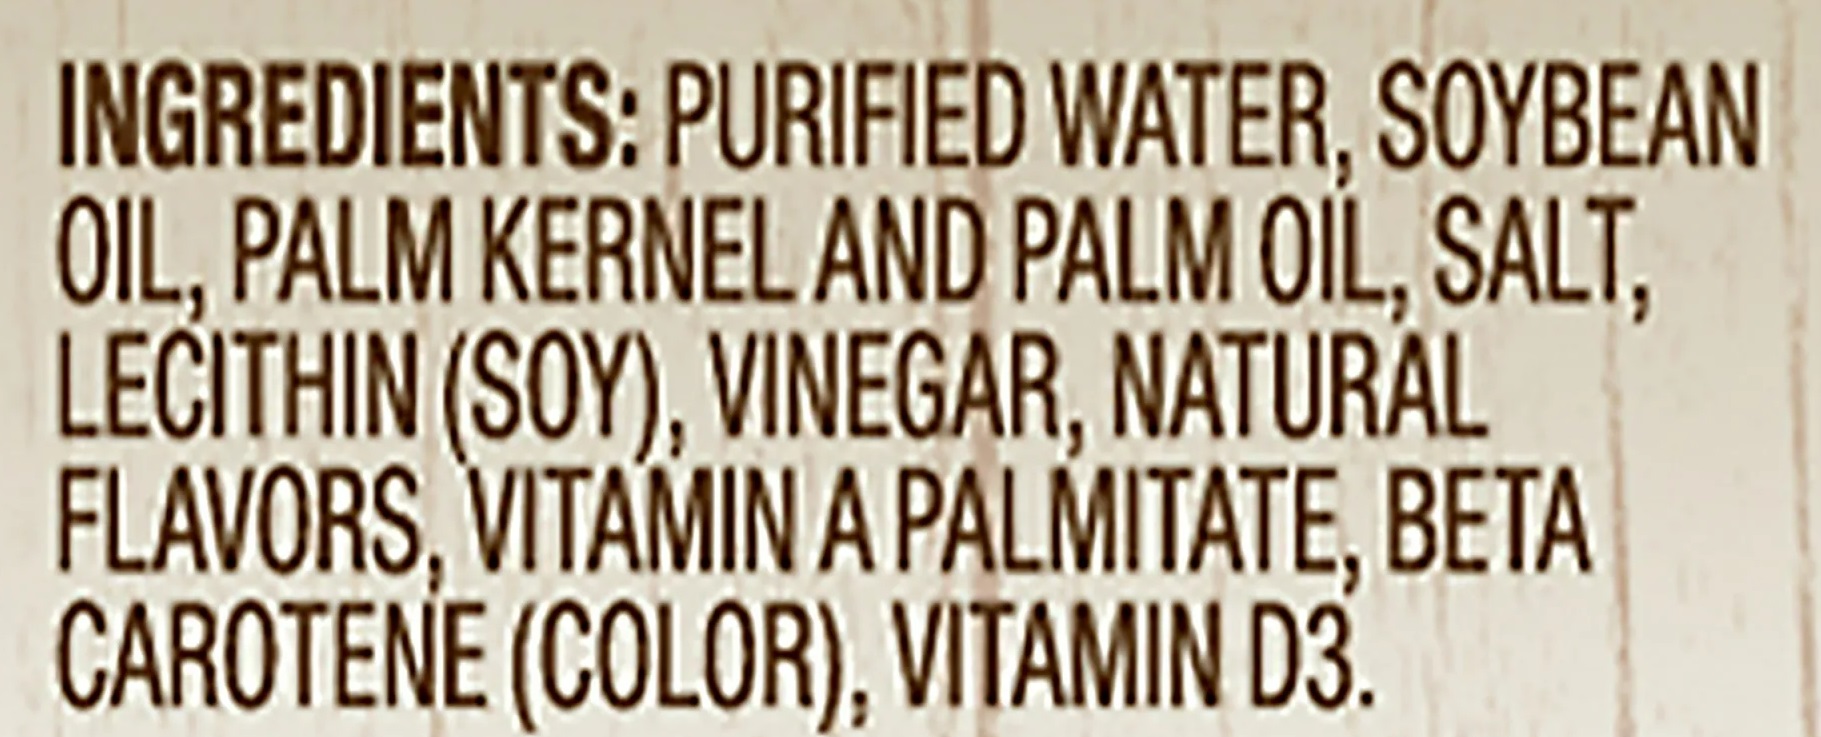 INGREDIENTS: PURIFIED WATER, SOYBEAN
OIL, PALM KERNEL AND PALM OIL, SALT,
LECITHIN (SOY), VINEGAR, NATURAL
FLAVORS, VITAMIN A PALMITATE, BETA
CAROTENE (COLOR), VITAMIN D3.